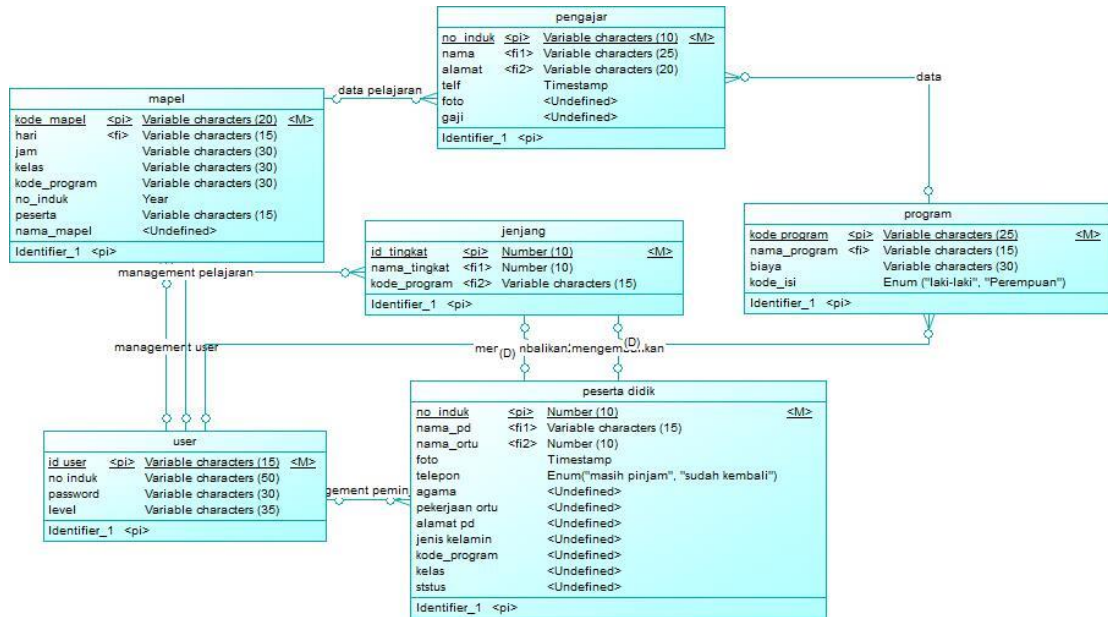 pengajar
no_induk <pi> Variable characters (10) <M>
nama <fi1> Variable characters (25)
alamat <fi2> Variable characters (20)
telf Timestamp
foto <Undefined>
gaji <Undefined>
Identifier_1 <pi>
data pelajaran
data
mapel
kode_mapel <pi> Variable characters (20) <M>
hari <fi> Variable characters (15)
jam Variable characters (30)
kelas Variable characters (30)
kode_program Variable characters (30)
no_induk Year
peserta Variable characters (15)
nama_mapel <Undefined>
Identifier_1 <pi>
management pelajaran
jenjang
id_tingkat <pi> Number (10) <M>
nama_tingkat <fi1> Number (10)
kode_program <fi2> Variable characters (15)
Identifier_1 <pi>
program
kode program <pi> Variable characters (25) <M>
nama_program <fi> Variable characters (15)
biaya Variable characters (30)
kode_isi Enum ("laki-laki", "Perempuan")
Identifier_1 <pi>
management user
(D)
(D)
user
id user <pi> Variable characters (15) <M>
no induk Variable characters (50)
password Variable characters (30)
level Variable characters (35)
Identifier_1 <pi>
gement pemin
peserta didik
no_induk <pi> Number (10) <M>
nama_pd <fi1> Variable characters (15)
nama_ortu <fi2> Number (10)
foto Timestamp
telepon Enum("masih pinjam", "sudah kembali")
agama <Undefined>
pekerjaan ortu <Undefined>
alamat pd <Undefined>
jenis kelamin <Undefined>
kode_program <Undefined>
kelas <Undefined>
ststus <Undefined>
Identifier_1 <pi>